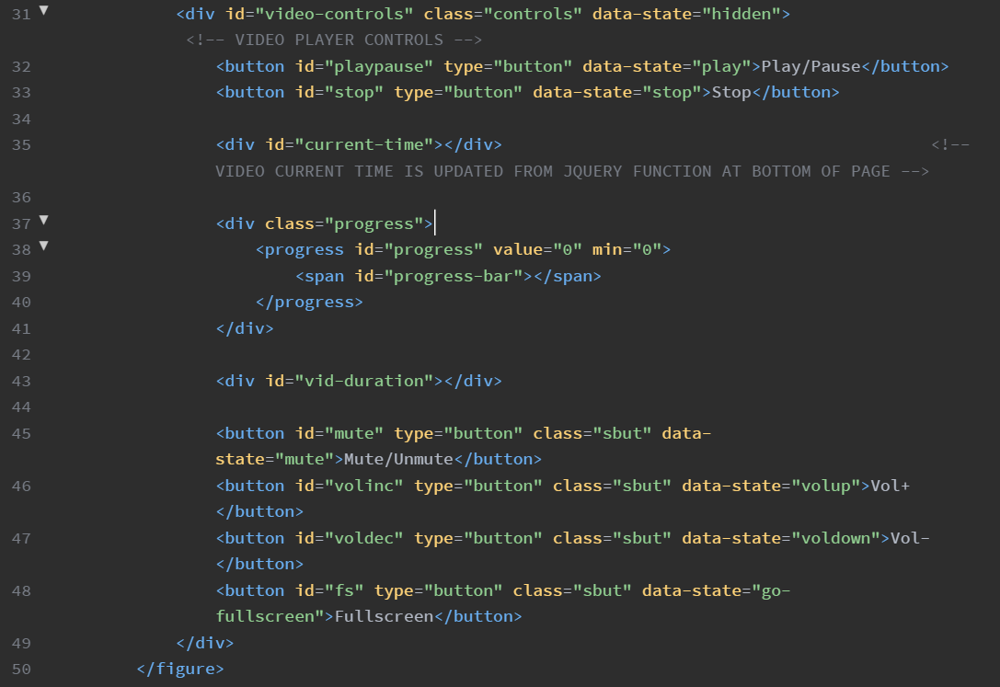 31 ▼ <div id="video-controls" class="controls" data-state="hidden">
<!-- VIDEO PLAYER CONTROLS -->
32 <button id="playpause" type="button" data-state="play">Play/Pause</button>
33 <button id="stop" type="button" data-state="stop">Stop</button>
34
35 <div id="current-time"></div> <!--
VIDEO CURRENT TIME IS UPDATED FROM JQUERY FUNCTION AT BOTTOM OF PAGE -->
36
37 ▼ <div class="progress">
38 ▼ <progress id="progress" value="0" min="0">
39 <span id="progress-bar"></span>
40 </progress>
41 </div>
42
43 <div id="vid-duration"></div>
44
45 <button id="mute" type="button" class="sbut" data-
state="mute">Mute/Unmute</button>
46 <button id="volinc" type="button" class="sbut" data-state="volup">Vol+
</button>
47 <button id="voldec" type="button" class="sbut" data-state="voldown">Vol-
</button>
48 <button id="fs" type="button" class="sbut" data-state="go-
fullscreen">Fullscreen</button>
49 </div>
50 </figure>